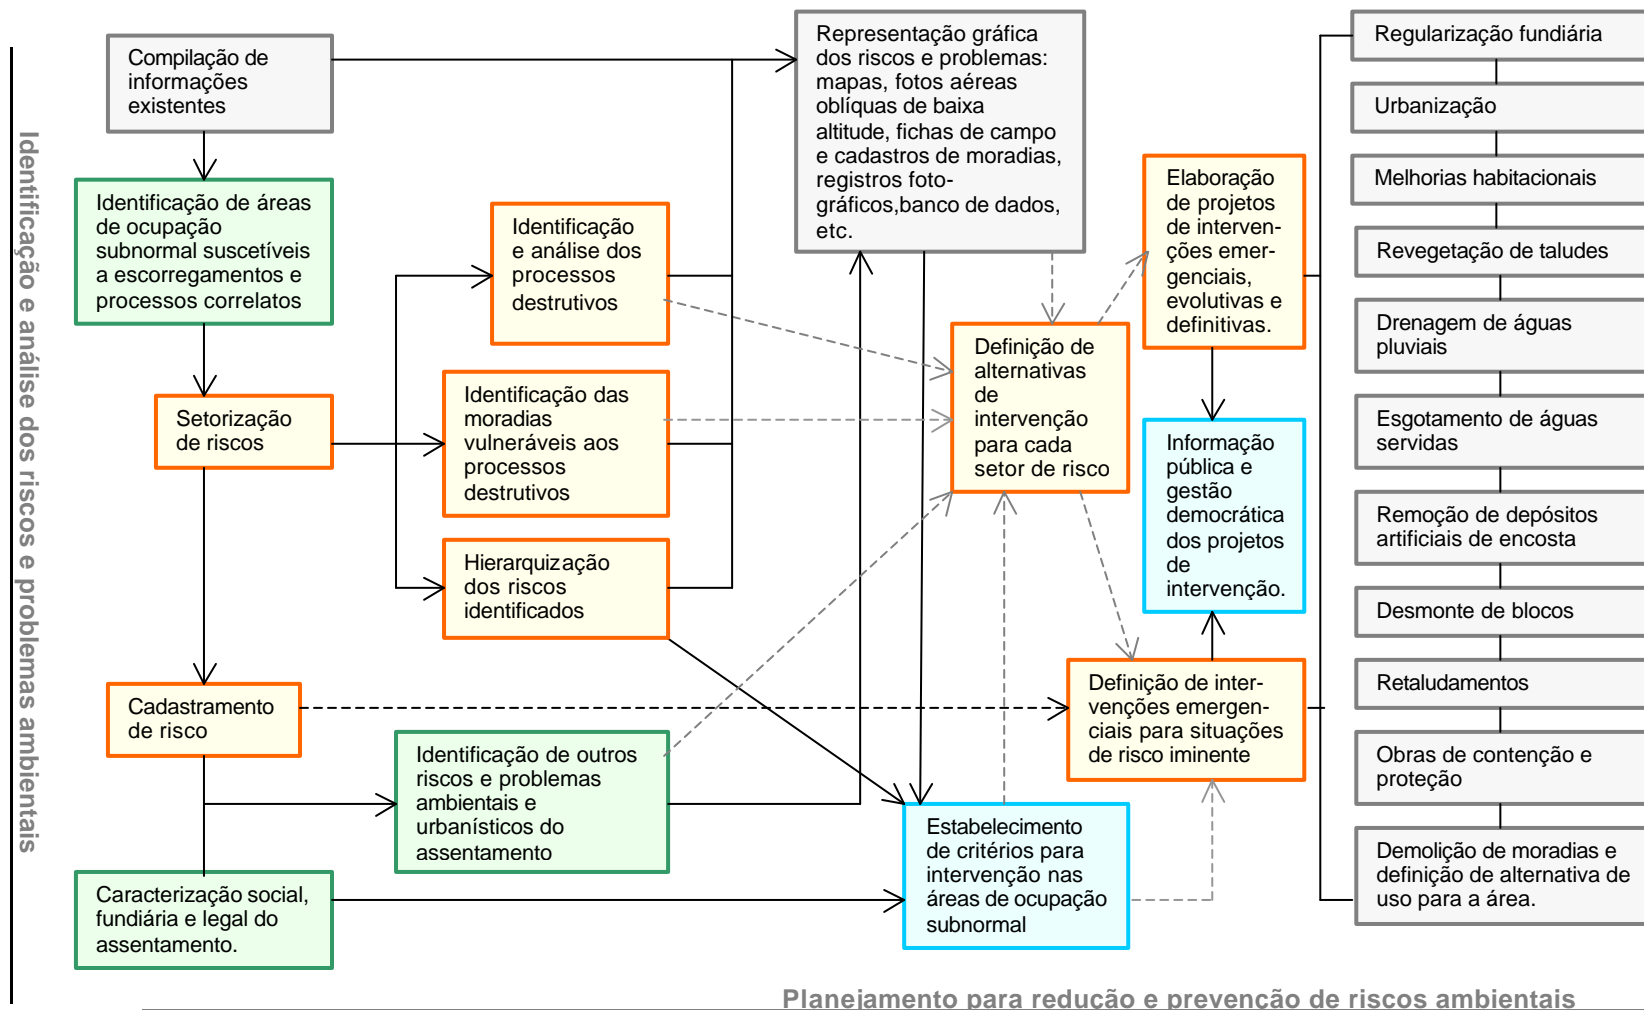 Identificação e análise dos riscos e problemas ambientais
Compilação de
informações
existentes
Identificação de áreas
de ocupação
subnormal suscetíveis
a escorregamentos e
processos correlatos
Setorização
de riscos
Cadastramento
de risco
Caracterização social,
fundiária e legal do
assentamento.
Identificação
e análise dos
processos
destrutivos
Identificação das
moradias
vulneráveis aos
processos
destrutivos
Hierarquização
dos riscos
identificados
Identificação de outros
riscos e problemas
ambientais e
urbanísticos do
assentamento
Representação gráfica
dos riscos e problemas:
mapas, fotos aéreas
oblíquas de baixa
altitude, fichas de campo
e cadastros de moradias,
registros foto-
gráficos,banco de dados,
etc.
Definição de
alternativas
de
intervenção
para cada
setor de risco
Estabelecimento
de critérios para
intervenção nas
áreas de ocupação
subnormal
Elaboração
de projetos
de interven-
ções emer-
genciais,
evolutivas e
definitivas.
Informação
pública e
gestão
democrática
dos projetos
de
intervenção.
Definição de inter-
venções emergen-
ciais para situações
de risco iminente
Regularização fundiária
Urbanização
Melhorias habitacionais
Revegetação de taludes
Drenagem de águas
pluviais
Esgotamento de águas
servidas
Remoção de depósitos
artificiais de encosta
Desmonte de blocos
Retaludamentos
Obras de contenção e
proteção
Demolição de moradias e
definição de alternativa de
uso para a área.
Planejamento para redução e prevenção de riscos ambientais